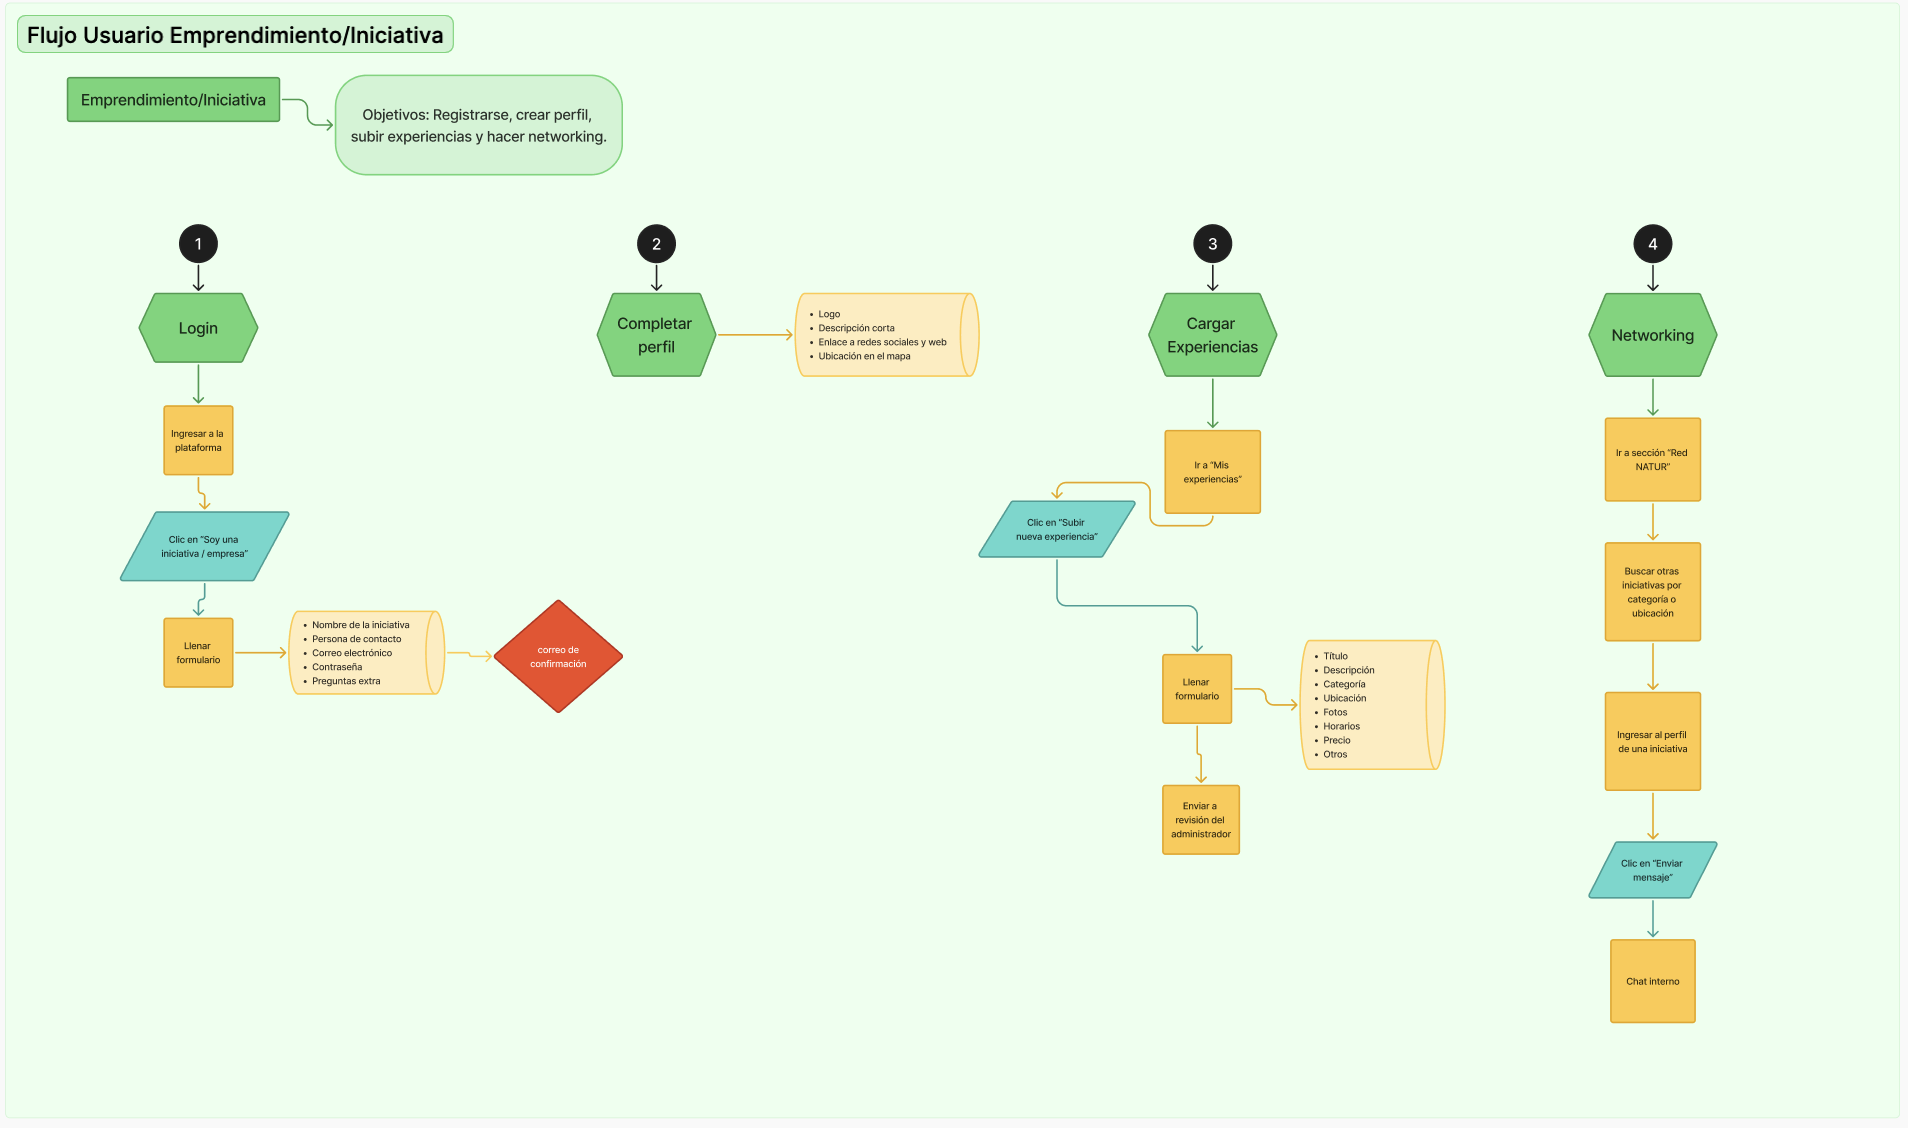 Flujo Usuario Emprendimiento/Iniciativa
Emprendimiento/Iniciativa
Objetivos: Registrarse, crear perfil,
subir experiencias y hacer networking.
1
Login
Ingresar a la
plataforma
Clic en “Soy una
iniciativa / empresa”
Llenar
formulario
• Nombre de la iniciativa
• Persona de contacto
• Correo electrónico
• Contraseña
• Preguntas extra
correo de
confirmación
2
Completar
perfil
• Logo
• Descripción corta
• Enlace a redes sociales y web
• Ubicación en el mapa
3
Cargar
Experiencias
Ir a “Mis
experiencias”
Clic en “Subir
nueva experiencia”
Llenar
formulario
• Título
• Descripción
• Categoría
• Ubicación
• Fotos
• Horarios
• Precio
• Otros
Enviar a
revisión del
administrador
4
Networking
Ir a sección “Red
NATUR”
Buscar otras
iniciativas por
categoría o
ubicación
Ingresar al perfil
de una iniciativa
Clic en “Enviar
mensaje”
Chat interno